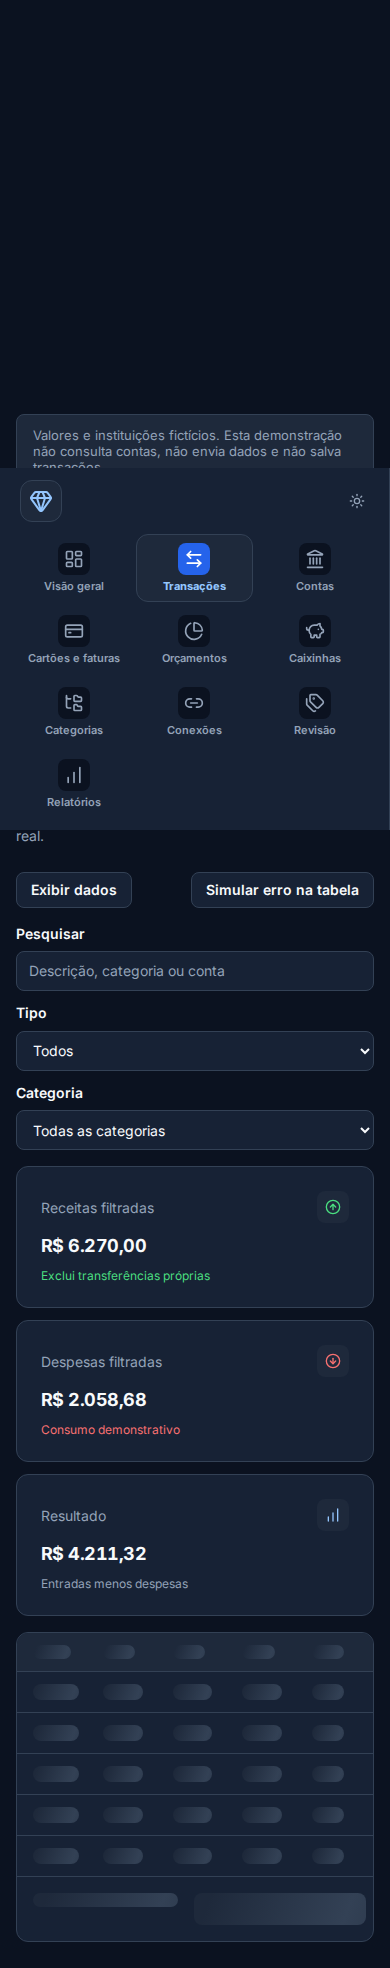 Valores e instituições fictícios. Esta demonstração
não consulta contas, não envia dados e não salva
transações.
Visão geral
Transações
Contas
Cartões e faturas
Orçamentos
Caixinhas
Categorias
Conexões
Revisão
Relatórios
real.
Exibir dados
Simular erro na tabela
Pesquisar
Descrição, categoria ou conta
Tipo
Todos
Categoria
Todas as categorias
Receitas filtradas
R$ 6.270,00
Exclui transferências próprias
Despesas filtradas
R$ 2.058,68
Consumo demonstrativo
Resultado
R$ 4.211,32
Entradas menos despesas